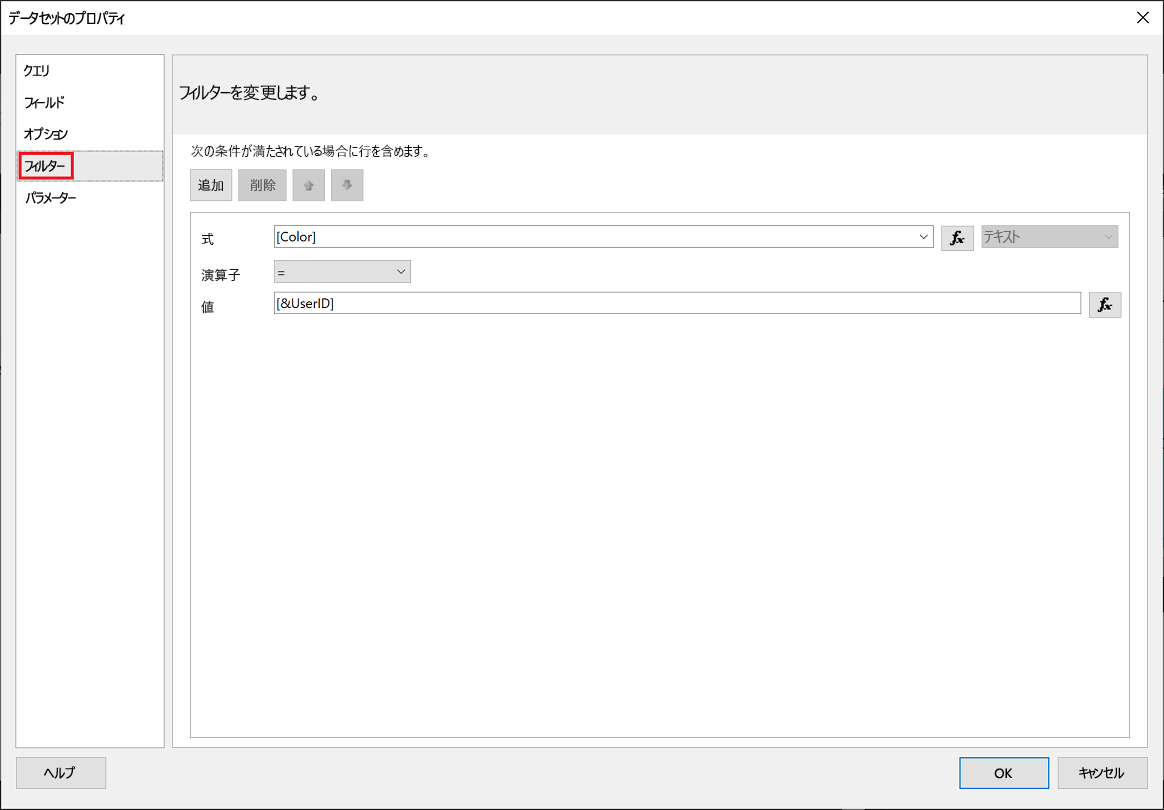 データセットのプロパティ
クエリ
フィールド
オプション
フィルター
パラメーター
フィルターを変更します。
次の条件が満たされている場合に行を含めます。
追加 削除
式 [Color] fx テキスト
演算子 =
値 [&UserID] fx
ヘルプ OK キャンセル